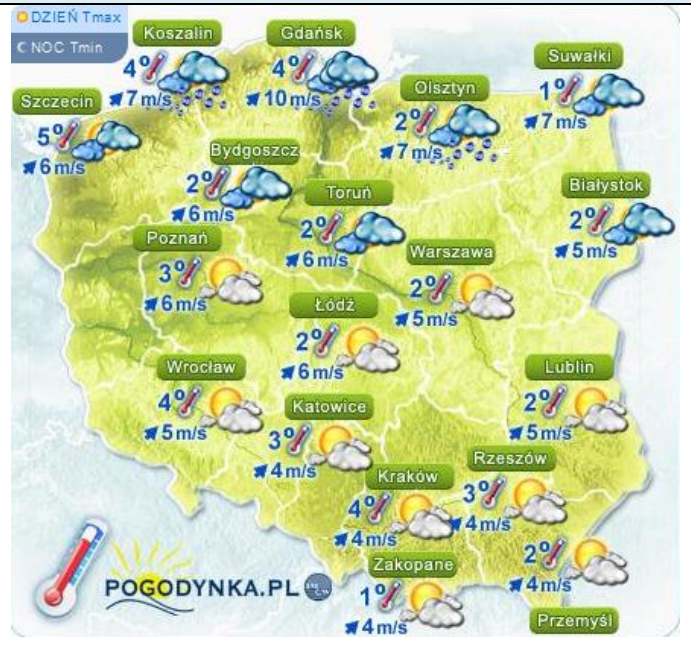 DZIEŃ Tmax
NOC Tmin
Koszalin
4°
7 m/s
Gdańsk
4°
10 m/s
Suwałki
1°
7 m/s
Olsztyn
2°
7 m/s
Szczecin
5°
6 m/s
Bydgoszcz
2°
6 m/s
Toruń
2°
6 m/s
Białystok
2°
5 m/s
Poznań
3°
6 m/s
Warszawa
2°
5 m/s
Łódź
2°
6 m/s
Wrocław
4°
5 m/s
Lublin
2°
5 m/s
Katowice
3°
4 m/s
Kraków
4°
4 m/s
Rzeszów
3°
4 m/s
Zakopane
1°
4 m/s
2°
4 m/s
Przemyśl
POGODYNKA.PL